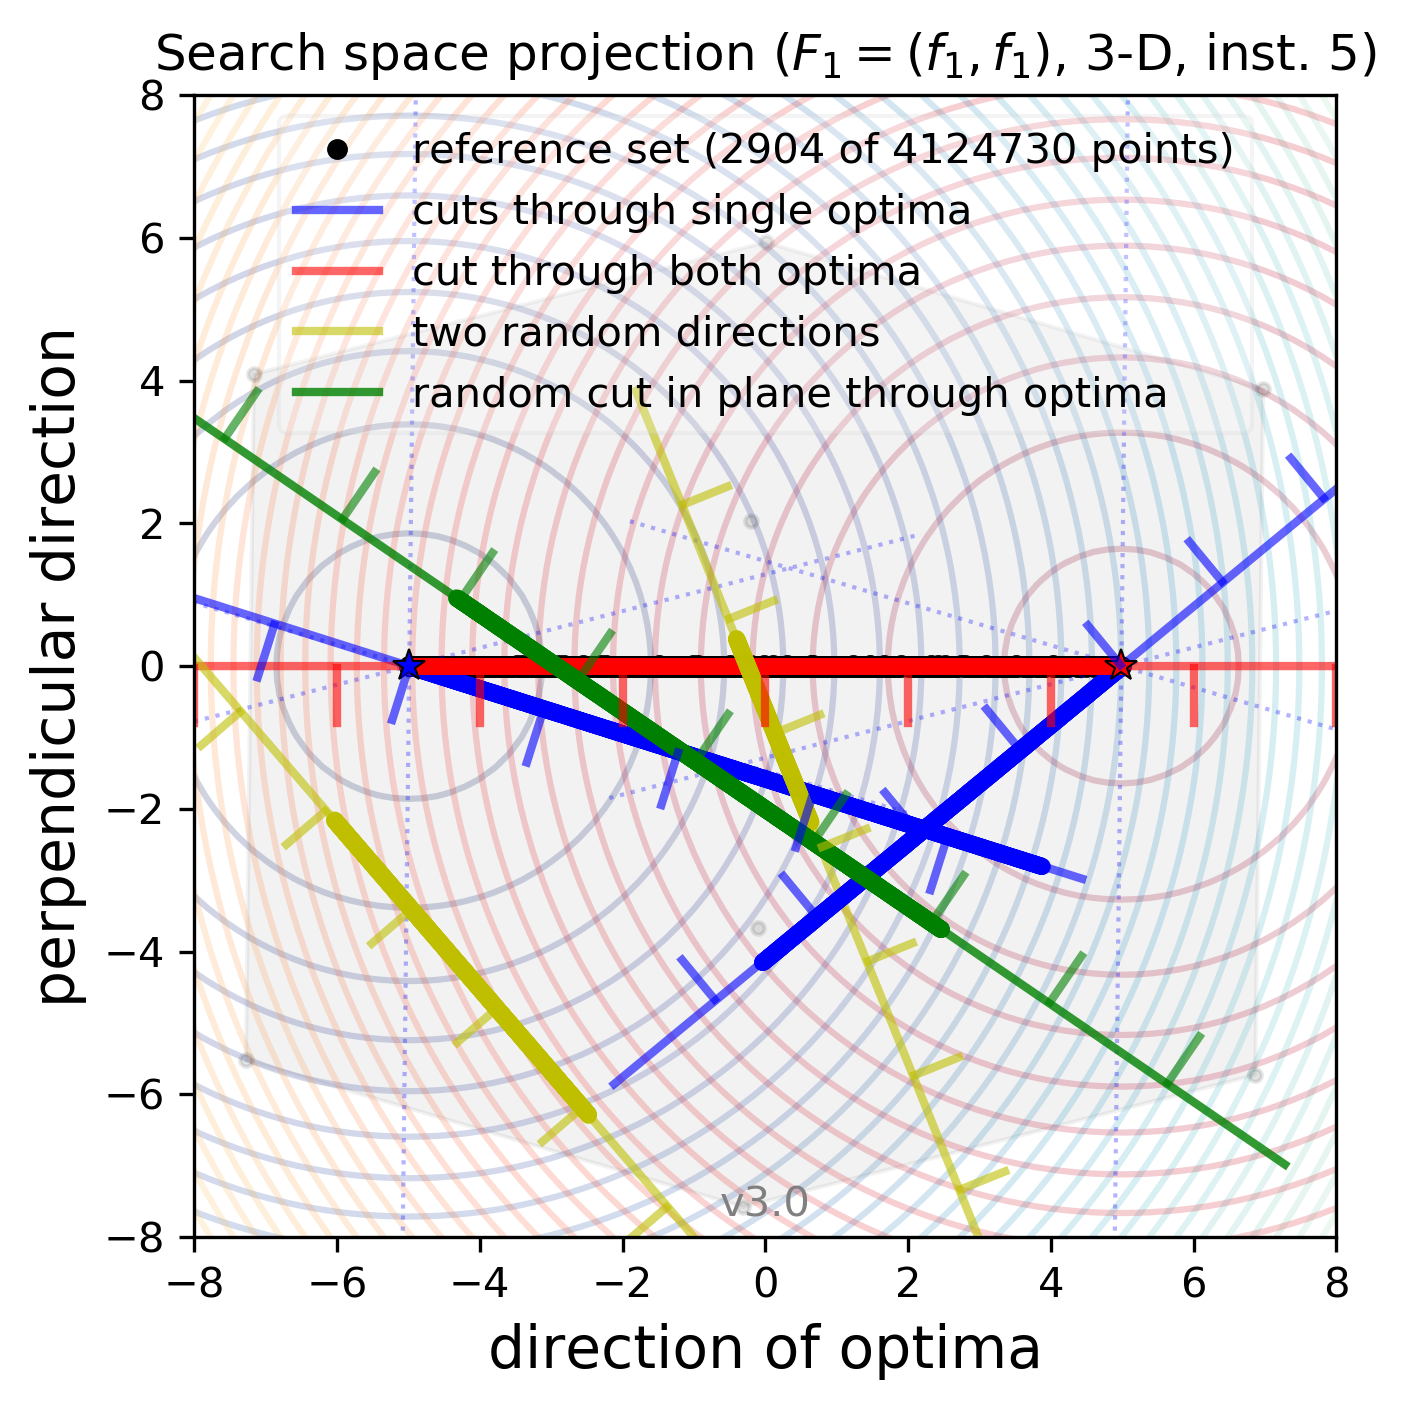 Search space projection (F₁ = (f₁, f₁), 3-D, inst. 5)
reference set (2904 of 4124730 points)
cuts through single optima
cut through both optima
two random directions
random cut in plane through optima
perpendicular direction
8
6
4
2
0
−2
−4
−6
−8
v3.0
−8 −6 −4 −2 0 2 4 6 8
direction of optima